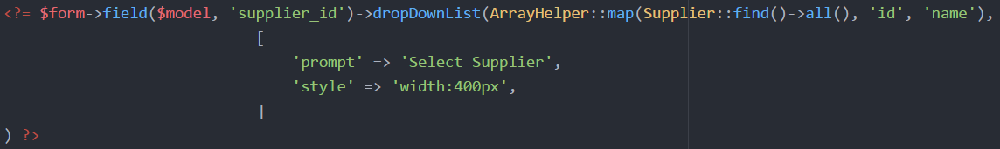 <?= $form->field($model, 'supplier_id')->dropDownList(ArrayHelper::map(Supplier::find()->all(), 'id', 'name'),
[
'prompt' => 'Select Supplier',
'style' => 'width:400px',
]
) ?>